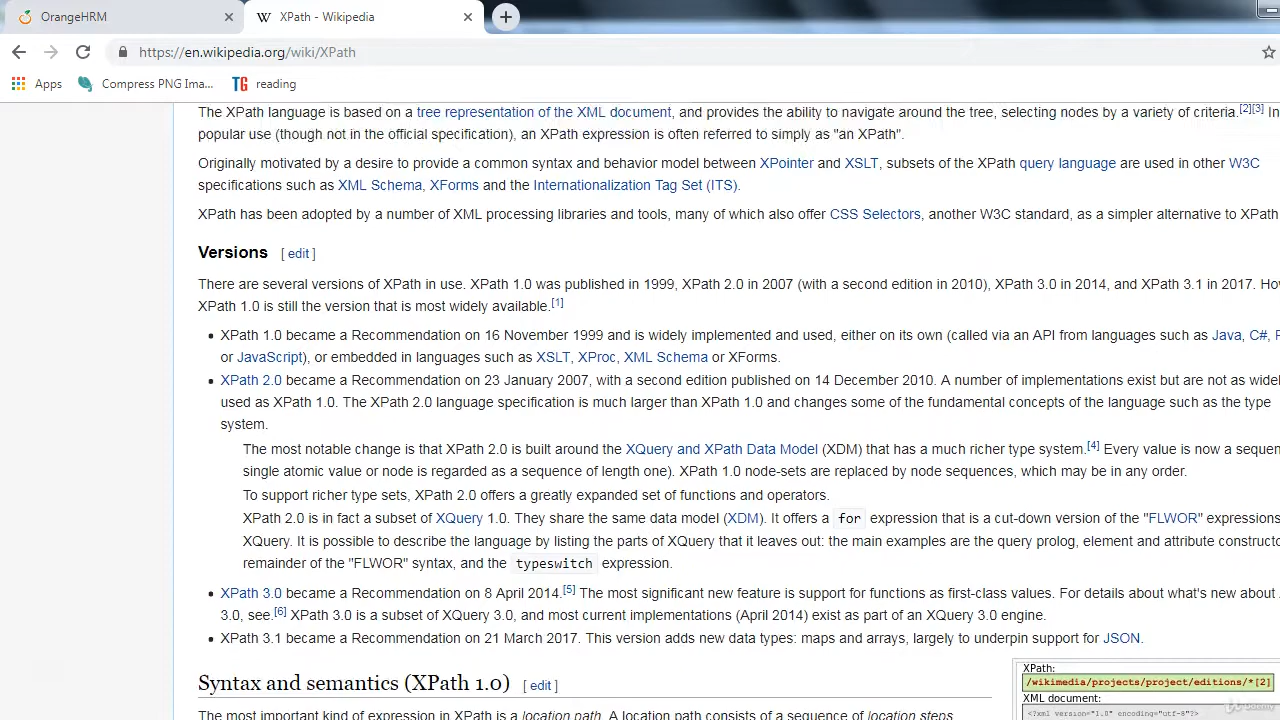 OrangeHRM
XPath - Wikipedia
https://en.wikipedia.org/wiki/XPath
Apps
Compress PNG Ima...
TG reading
The XPath language is based on a tree representation of the XML document, and provides the ability to navigate around the tree, selecting nodes by a variety of criteria.[2][3] In
popular use (though not in the official specification), an XPath expression is often referred to simply as "an XPath".
Originally motivated by a desire to provide a common syntax and behavior model between XPointer and XSLT, subsets of the XPath query language are used in other W3C
specifications such as XML Schema, XForms and the Internationalization Tag Set (ITS).
XPath has been adopted by a number of XML processing libraries and tools, many of which also offer CSS Selectors, another W3C standard, as a simpler alternative to XPath
Versions [ edit ]
There are several versions of XPath in use. XPath 1.0 was published in 1999, XPath 2.0 in 2007 (with a second edition in 2010), XPath 3.0 in 2014, and XPath 3.1 in 2017. Ho
XPath 1.0 is still the version that is most widely available.[1]
• XPath 1.0 became a Recommendation on 16 November 1999 and is widely implemented and used, either on its own (called via an API from languages such as Java, C#,
or JavaScript), or embedded in languages such as XSLT, XProc, XML Schema or XForms.
• XPath 2.0 became a Recommendation on 23 January 2007, with a second edition published on 14 December 2010. A number of implementations exist but are not as widel
used as XPath 1.0. The XPath 2.0 language specification is much larger than XPath 1.0 and changes some of the fundamental concepts of the language such as the type
system.
The most notable change is that XPath 2.0 is built around the XQuery and XPath Data Model (XDM) that has a much richer type system.[4] Every value is now a sequen
single atomic value or node is regarded as a sequence of length one). XPath 1.0 node-sets are replaced by node sequences, which may be in any order.
To support richer type sets, XPath 2.0 offers a greatly expanded set of functions and operators.
XPath 2.0 is in fact a subset of XQuery 1.0. They share the same data model (XDM). It offers a for expression that is a cut-down version of the "FLWOR" expressions
XQuery. It is possible to describe the language by listing the parts of XQuery that it leaves out: the main examples are the query prolog, element and attribute constructo
remainder of the "FLWOR" syntax, and the typeswitch expression.
• XPath 3.0 became a Recommendation on 8 April 2014.[5] The most significant new feature is support for functions as first-class values. For details about what's new about
3.0, see.[6] XPath 3.0 is a subset of XQuery 3.0, and most current implementations (April 2014) exist as part of an XQuery 3.0 engine.
• XPath 3.1 became a Recommendation on 21 March 2017. This version adds new data types: maps and arrays, largely to underpin support for JSON.
Syntax and semantics (XPath 1.0) [ edit ]
XPath:
/wikimedia/projects/project/editions/*[2]
XML document:
<?xml version="1.0" encoding="utf-8"?>
The most important kind of expression in XPath is a location path. A location path consists of a sequence of location steps
Udemy